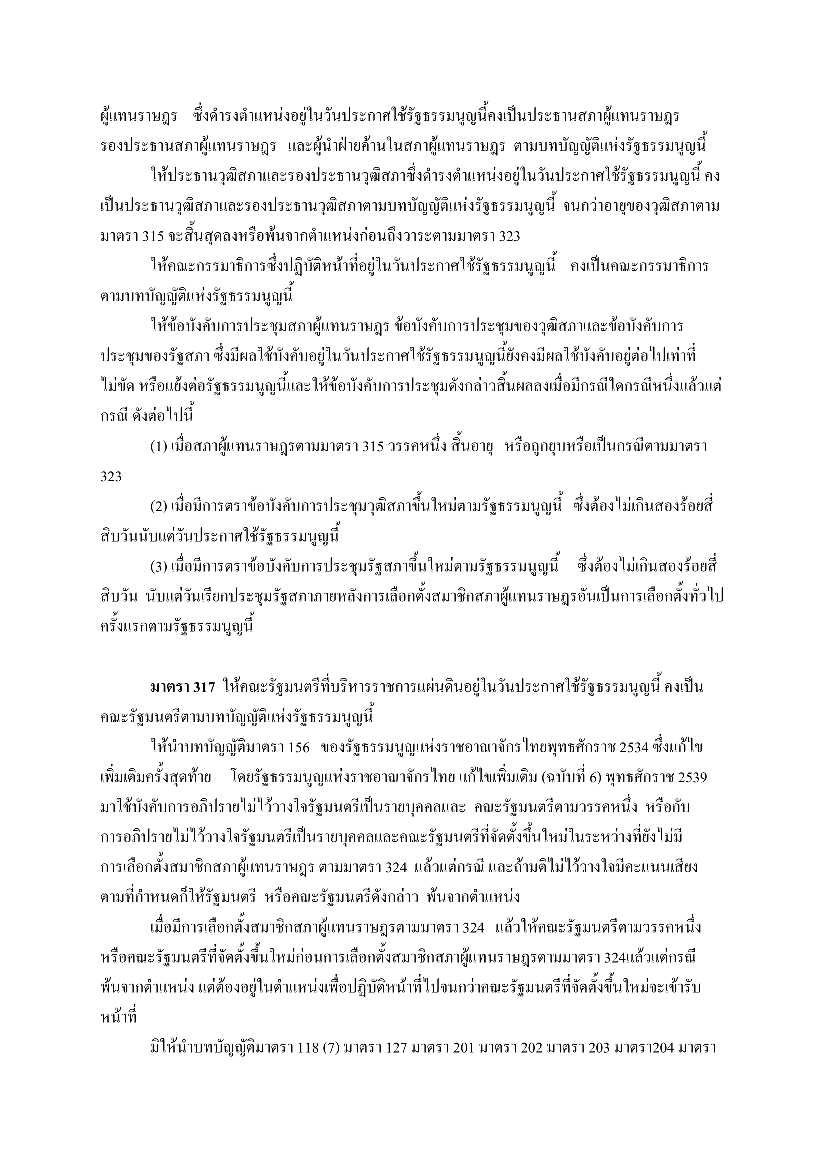 ผู้แทนราษฎร ซึ่งดำรงตำแหน่งอยู่ในวันประกาศใช้รัฐธรรมนูญนี้คงเป็นประธานสภาผู้แทนราษฎร
รองประธานสภาผู้แทนราษฎร และผู้นำฝ่ายค้านในสภาผู้แทนราษฎร ตามบทบัญญัติแห่งรัฐธรรมนูญนี้
ให้ประธานวุฒิสภาและรองประธานวุฒิสภาซึ่งดำรงตำแหน่งอยู่ในวันประกาศใช้รัฐธรรมนูญนี้ คง
เป็นประธานวุฒิสภาและรองประธานวุฒิสภาตามบทบัญญัติแห่งรัฐธรรมนูญนี้ จนกว่าอายุของวุฒิสภาตาม
มาตรา 315 จะสิ้นสุดลงหรือพ้นจากตำแหน่งก่อนถึงวาระตามมาตรา 323
ให้คณะกรรมาธิการซึ่งปฏิบัติหน้าที่อยู่ในวันประกาศใช้รัฐธรรมนูญนี้ คงเป็นคณะกรรมาธิการ
ตามบทบัญญัติแห่งรัฐธรรมนูญนี้
ให้ข้อบังคับการประชุมสภาผู้แทนราษฎร ข้อบังคับการประชุมของวุฒิสภาและข้อบังคับการ
ประชุมของรัฐสภา ซึ่งมีผลใช้บังคับอยู่ในวันประกาศใช้รัฐธรรมนูญนี้ยังคงมีผลใช้บังคับอยู่ต่อไปเท่าที่
ไม่ขัด หรือแย้งต่อรัฐธรรมนูญนี้และให้ข้อบังคับการประชุมดังกล่าวสิ้นผลลงเมื่อมีกรณีใดกรณีหนึ่งแล้วแต่
กรณี ดังต่อไปนี้
(1) เมื่อสภาผู้แทนราษฎรตามมาตรา 315 วรรคหนึ่ง สิ้นอายุ หรือถูกยุบหรือเป็นกรณีตามมาตรา
323
(2) เมื่อมีการตราข้อบังคับการประชุมวุฒิสภาขึ้นใหม่ตามรัฐธรรมนูญนี้ ซึ่งต้องไม่เกินสองร้อยสี่
สิบวันนับแต่วันประกาศใช้รัฐธรรมนูญนี้
(3) เมื่อมีการตราข้อบังคับการประชุมรัฐสภาขึ้นใหม่ตามรัฐธรรมนูญนี้ ซึ่งต้องไม่เกินสองร้อยสี่
สิบวัน นับแต่วันเรียกประชุมรัฐสภาภายหลังการเลือกตั้งสมาชิกสภาผู้แทนราษฎรอันเป็นการเลือกตั้งทั่วไป
ครั้งแรกตามรัฐธรรมนูญนี้
มาตรา 317 ให้คณะรัฐมนตรีที่บริหารราชการแผ่นดินอยู่ในวันประกาศใช้รัฐธรรมนูญนี้ คงเป็น
คณะรัฐมนตรีตามบทบัญญัติแห่งรัฐธรรมนูญนี้
ให้นำบทบัญญัติมาตรา 156 ของรัฐธรรมนูญแห่งราชอาณาจักรไทยพุทธศักราช 2534 ซึ่งแก้ไข
เพิ่มเติมครั้งสุดท้าย โดยรัฐธรรมนูญแห่งราชอาณาจักรไทย แก้ไขเพิ่มเติม (ฉบับที่ 6) พุทธศักราช 2539
มาใช้บังคับการอภิปรายไม่ไว้วางใจรัฐมนตรีเป็นรายบุคคลและ คณะรัฐมนตรีตามวรรคหนึ่ง หรือกับ
การอภิปรายไม่ไว้วางใจรัฐมนตรีเป็นรายบุคคลและคณะรัฐมนตรีที่จัดตั้งขึ้นใหม่ในระหว่างที่ยังไม่มี
การเลือกตั้งสมาชิกสภาผู้แทนราษฎร ตามมาตรา 324 แล้วแต่กรณี และถ้ามติไม่ไว้วางใจมีคะแนนเสียง
ตามที่กำหนดก็ให้รัฐมนตรี หรือคณะรัฐมนตรีดังกล่าว พ้นจากตำแหน่ง
เมื่อมีการเลือกตั้งสมาชิกสภาผู้แทนราษฎรตามมาตรา 324 แล้วให้คณะรัฐมนตรีตามวรรคหนึ่ง
หรือคณะรัฐมนตรีที่จัดตั้งขึ้นใหม่ก่อนการเลือกตั้งสมาชิกสภาผู้แทนราษฎรตามมาตรา 324แล้วแต่กรณี
พ้นจากตำแหน่ง แต่ต้องอยู่ในตำแหน่งเพื่อปฏิบัติหน้าที่ไปจนกว่าคณะรัฐมนตรีที่จัดตั้งขึ้นใหม่จะเข้ารับ
หน้าที่
มิให้นำบทบัญญัติมาตรา 118 (7) มาตรา 127 มาตรา 201 มาตรา 202 มาตรา 203 มาตรา204 มาตรา